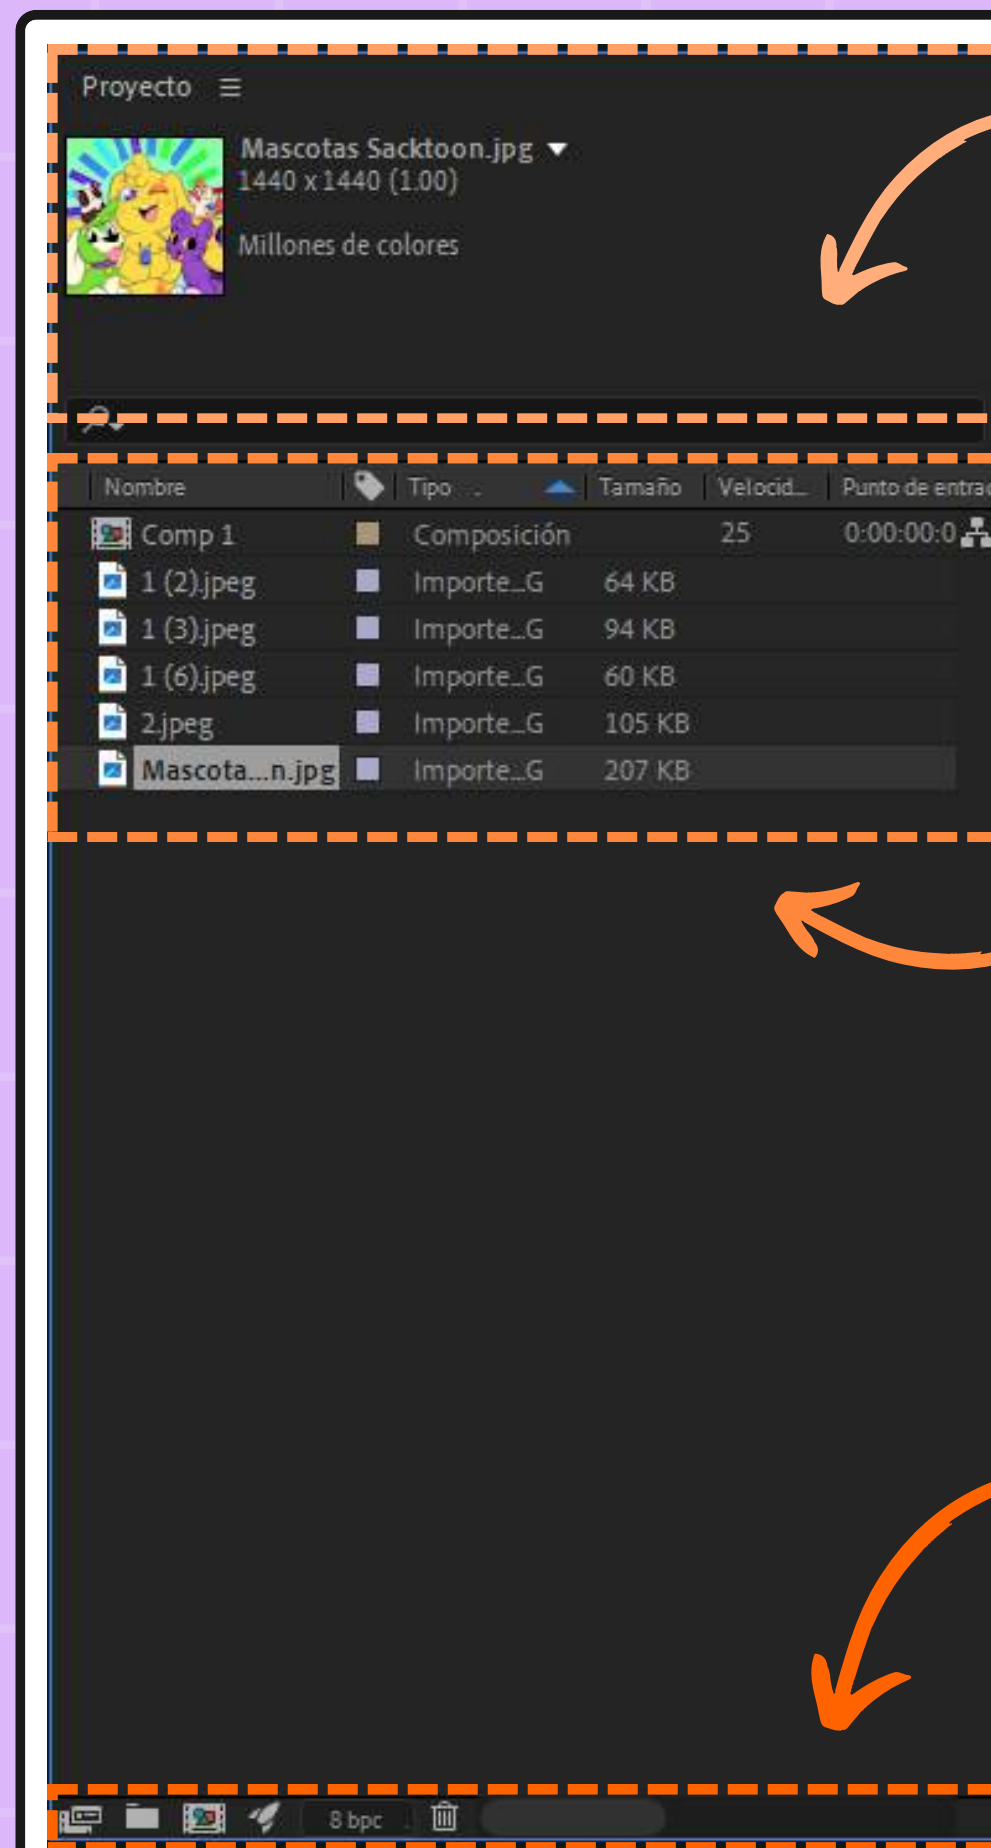 Proyecto
Mascotas Sacktoon.jpg
1440 x 1440 (1.00)
Millones de colores
Nombre Tipo Tamaño Velocid... Punto de entrad
Comp 1 Composición 25 0:00:00:0
1 (2).jpeg Importe...G 64 KB
1 (3).jpeg Importe...G 94 KB
1 (6).jpeg Importe...G 60 KB
2.jpeg Importe...G 105 KB
Mascota...n.jpg Importe...G 207 KB
8 bpc